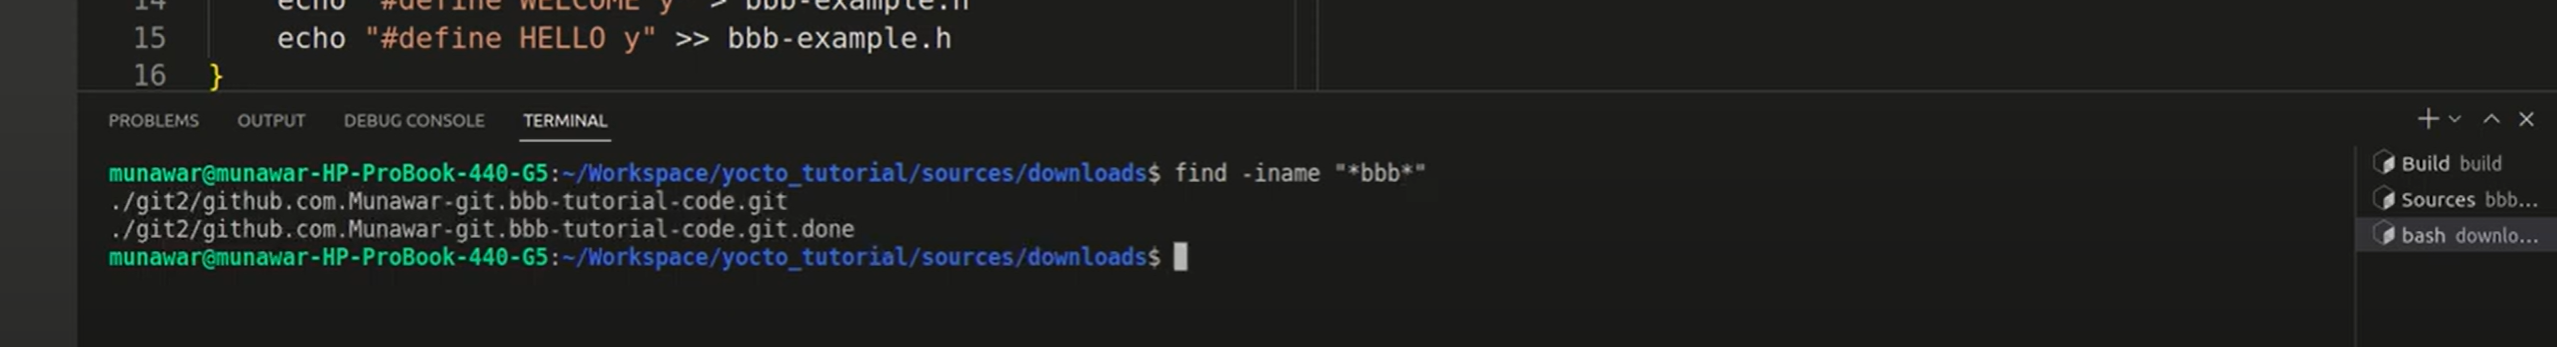 14 echo "#define WELCOME y" > bbb-example.h
15 echo "#define HELLO y" >> bbb-example.h
16 }
PROBLEMS OUTPUT DEBUG CONSOLE TERMINAL
munawar@munawar-HP-ProBook-440-G5:~/Workspace/yocto_tutorial/sources/downloads$ find -iname "*bbb*"
./git2/github.com.Munawar-git.bbb-tutorial-code.git
./git2/github.com.Munawar-git.bbb-tutorial-code.git.done
munawar@munawar-HP-ProBook-440-G5:~/Workspace/yocto_tutorial/sources/downloads$
Build build
Sources bbb...
bash downlo...